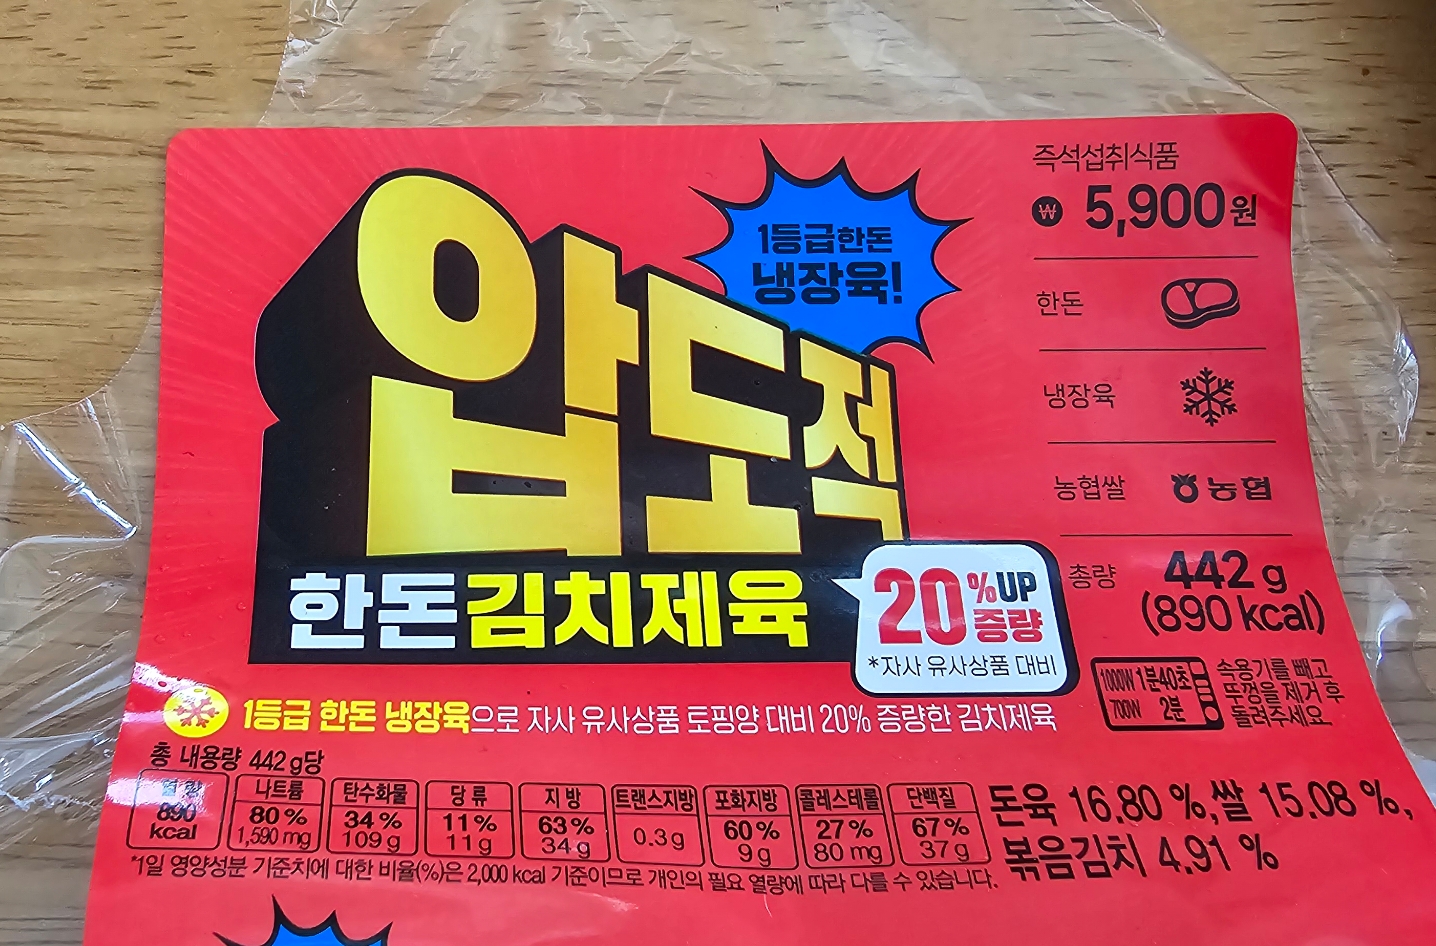 압도적
한돈김치제육
1등급한돈
냉장육!
20%UP
증량
*자사 유사상품 대비
1등급 한돈 냉장육으로 자사 유사상품 토핑양 대비 20% 증량한 김치제육
즉석섭취식품
₩ 5,900원
한돈
냉장육
농협쌀 농협
총량 442 g
(890 kcal)
1000W 1분40초
700W 2분
속용기를 빼고
뚜껑을 제거 후
돌려주세요
총 내용량 442 g당
열량 나트륨 탄수화물 당류 지방 트랜스지방 포화지방 콜레스테롤 단백질
890 80% 34% 11% 63% 0.3g 60% 27% 67%
kcal 1,590 mg 109g 11g 34g 9g 80 mg 37g
*1일 영양성분 기준치에 대한 비율(%)은 2,000 kcal 기준이므로 개인의 필요 열량에 따라 다를 수 있습니다.
돈육 16.80 %, 쌀 15.08 %,
볶음김치 4.91 %